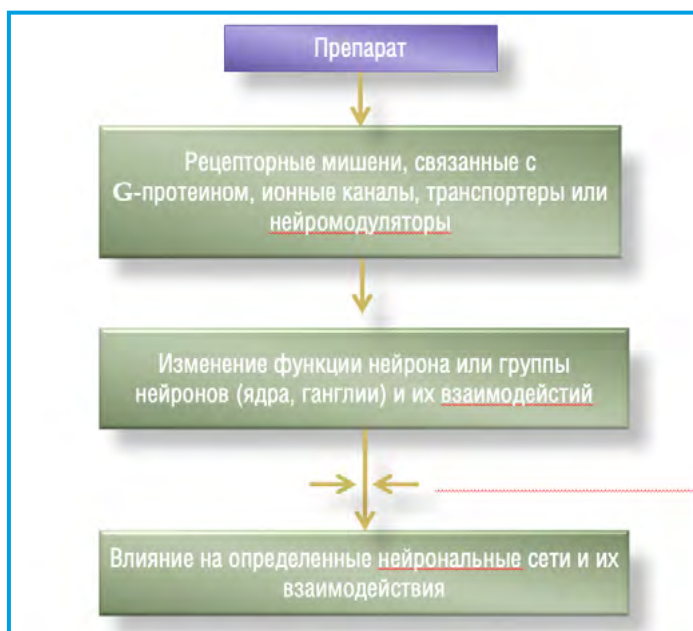 Препарат
Рецепторные мишени, связанные с
G-протеином, ионные каналы, транспортеры или
нейромодуляторы
Изменение функции нейрона или группы
нейронов (ядра, ганглии) и их взаимодейстий
Влияние на определенные нейрональные сети и их
взаимодействия